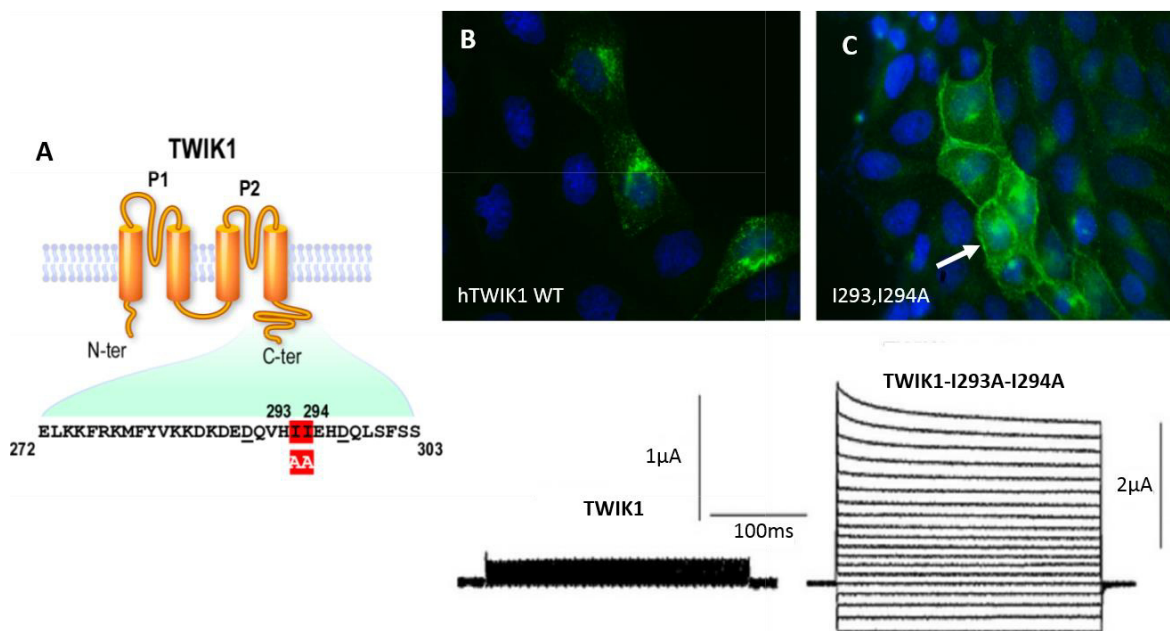 A
TWIK1
P1
P2
N-ter
C-ter
293 294
ELKKFRKMFYVKKDKDEDQVHIIEHDQLSFSS
272
303
AA
B
hTWIK1 WT
C
I293,I294A
TWIK1
1µA
100ms
TWIK1-I293A-I294A
2µA